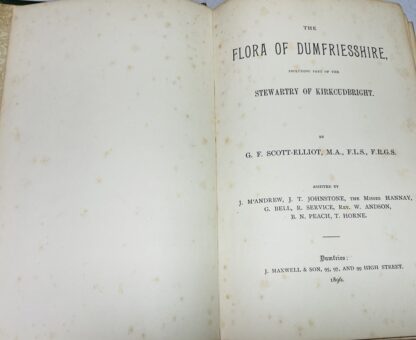 THE
FLORA OF DUMFRIESSHIRE,
INCLUDING PART OF THE
STEWARTRY OF KIRKCUDBRIGHT.
BY
G. F. SCOTT-ELLIOT, M.A., F.L.S., F.R.G.S.
ASSISTED BY
J. M'ANDREW, J. T. JOHNSTONE, THE MISSES HANNAY,
G. BELL, R. SERVICE, REV. W. ANDSON,
B. N. PEACH, T. HORNE.
Dumfries:
J. MAXWELL & SON, 95, 97, AND 99 HIGH STREET.
1896.